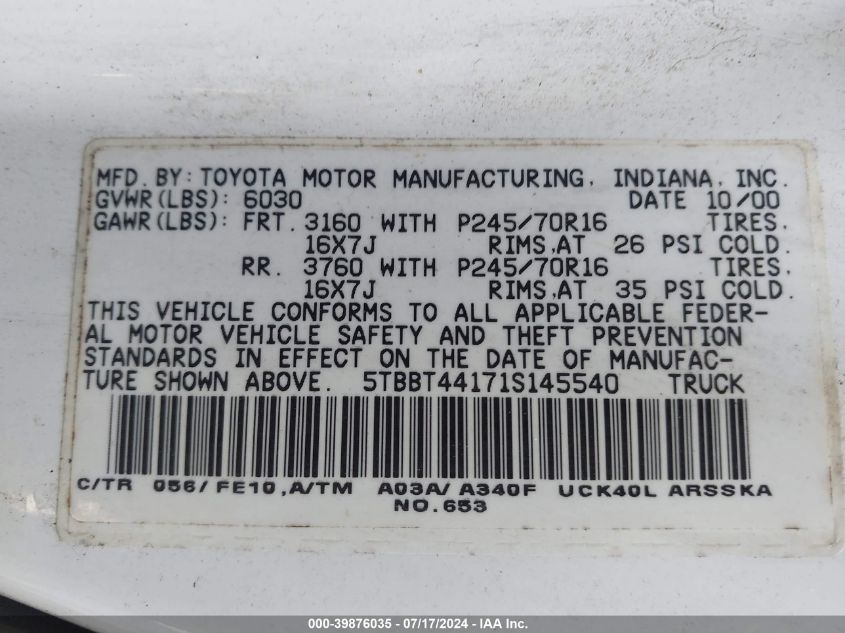 MFD. BY: TOYOTA MOTOR MANUFACTURING, INDIANA, INC.
GVWR(LBS): 6030 DATE 10/00
GAWR(LBS): FRT. 3160 WITH P245/70R16 TIRES,
16X7J RIMS,AT 26 PSI COLD.
RR. 3760 WITH P245/70R16 TIRES,
16X7J RIMS,AT 35 PSI COLD.
THIS VEHICLE CONFORMS TO ALL APPLICABLE FEDER-
AL MOTOR VEHICLE SAFETY AND THEFT PREVENTION
STANDARDS IN EFFECT ON THE DATE OF MANUFAC-
TURE SHOWN ABOVE. 5TBBT44171S145540 TRUCK
C/TR 056/FE10,A/TM A03A/A340F UCK40L ARSSKA
NO.653
000-39876035 - 07/17/2024 - IAA Inc.